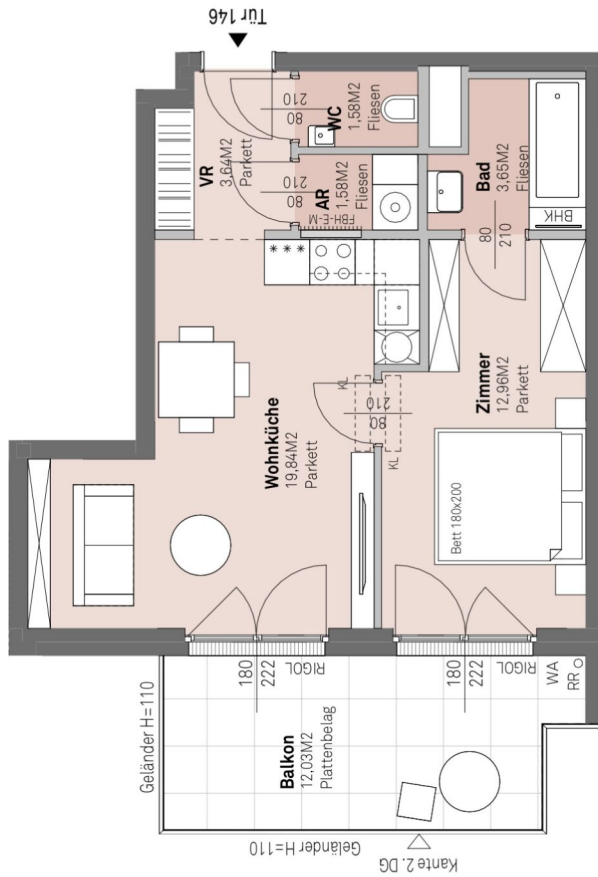 Tür 146
VR
3,64M2
Parkett
80
210
WC
1,58M2
Fliesen
80
210
AR
1,58M2
Fliesen
FBH-E-M
Bad
3,65M2
Fliesen
BHK
80
210
***
Wohnküche
19,84M2
Parkett
KL
80
210
KL
Zimmer
12,96M2
Parkett
Bett 180x200
180
222
RIGOL
180
222
RIGOL
WA
RR
Geländer H=110
Balkon
12,03M2
Plattenbelag
Geländer H=110
Kante 2. DG